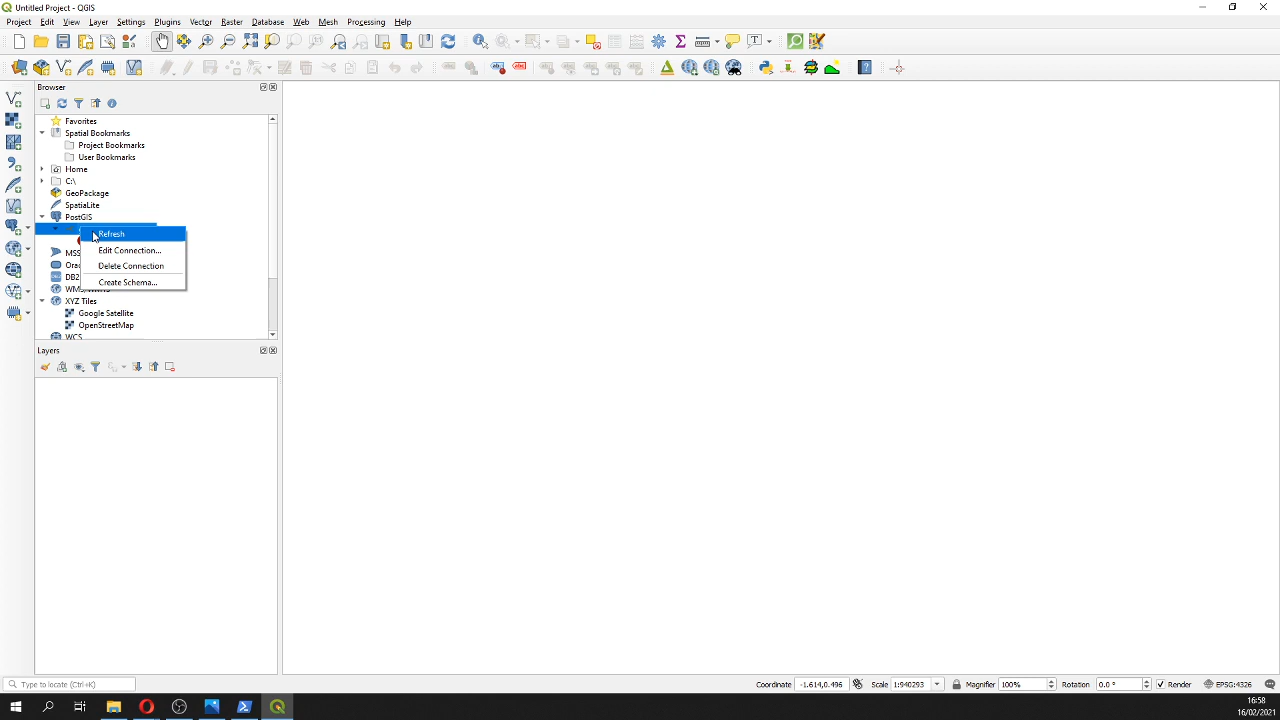 Untitled Project - QGIS
Project Edit View Layer Settings Plugins Vector Raster Database Web Mesh Processing Help
Browser
Favorites
Spatial Bookmarks
Project Bookmarks
User Bookmarks
Home
C:\
GeoPackage
SpatiaLite
PostGIS
Refresh
Edit Connection...
Delete Connection
Create Schema...
XYZ Tiles
Google Satellite
OpenStreetMap
WCS
Layers
Type to locate (Ctrl+K)
Coordinate -1.614,0.496 Scale 1:940293 Magnifier 100% Rotation 0.0 ° Render EPSG:4326
16:58
16/02/2021